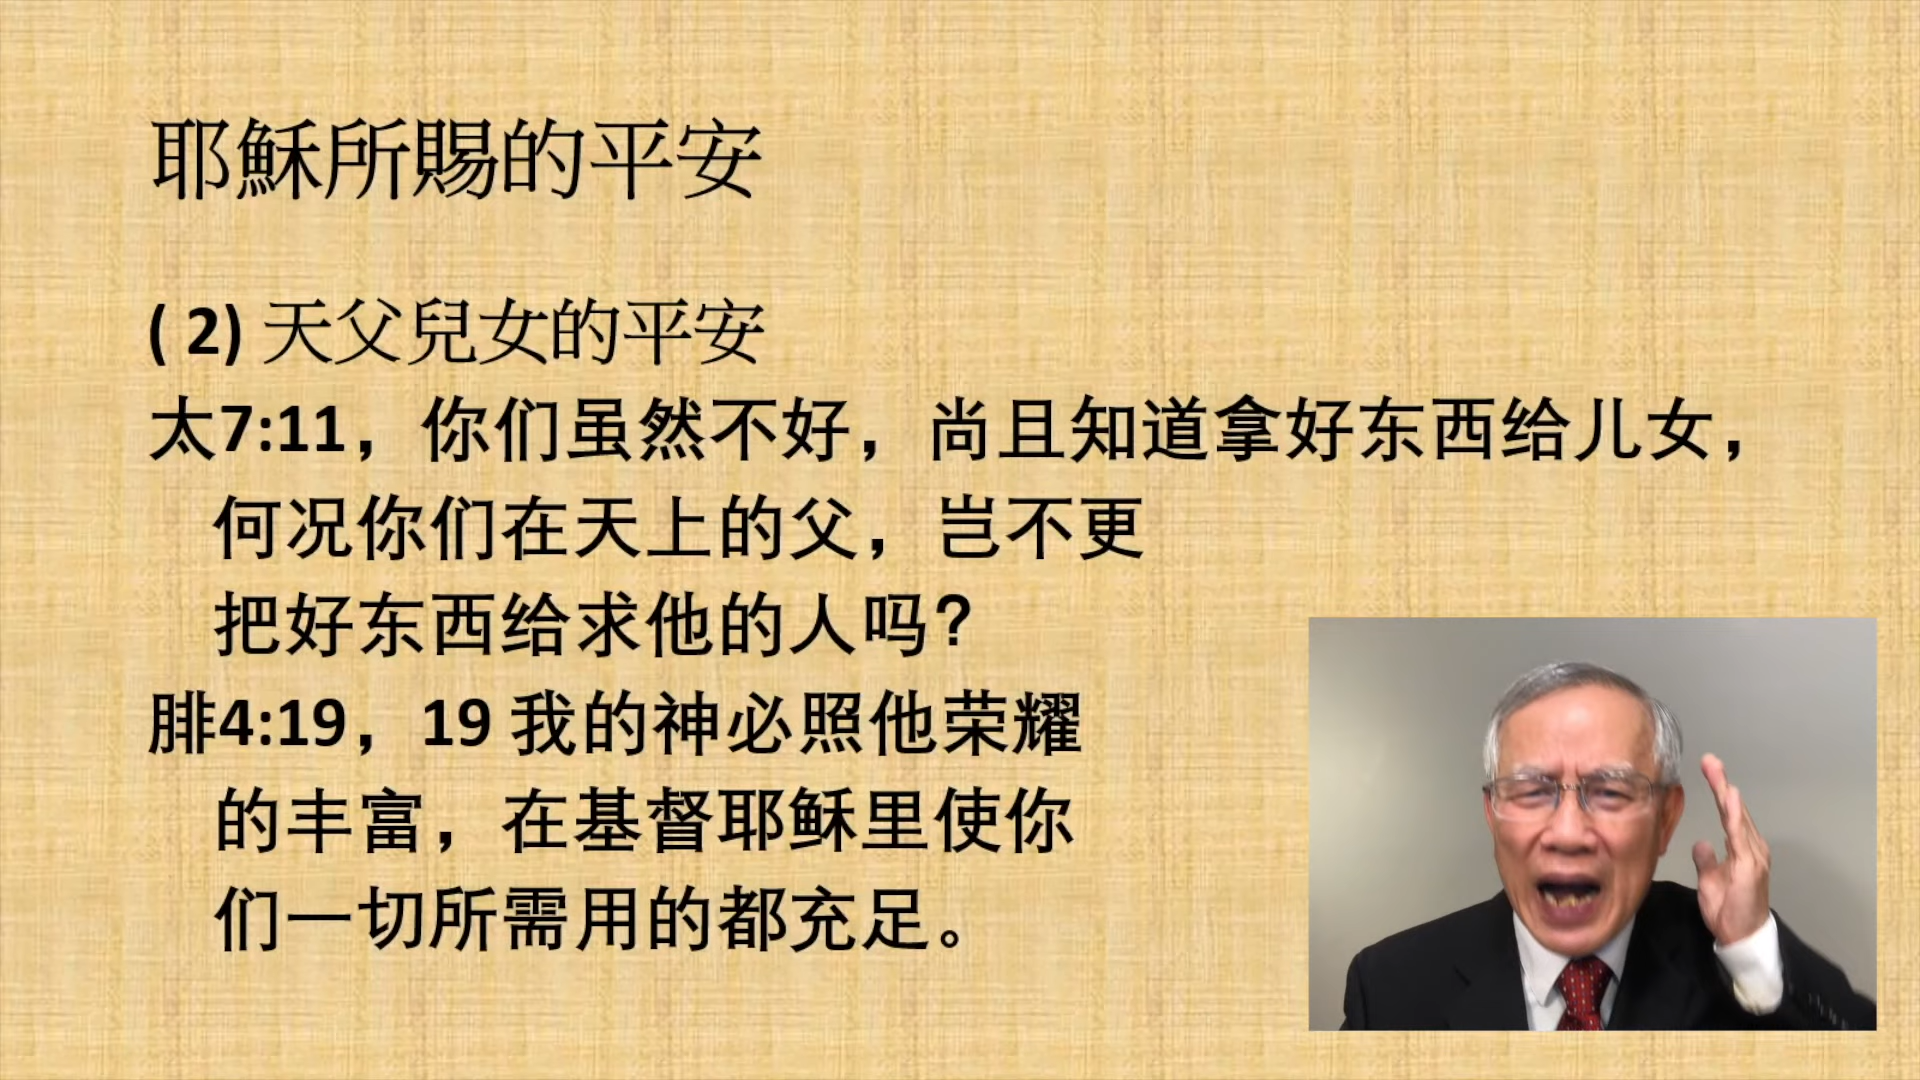 耶穌所賜的平安
( 2) 天父兒女的平安
太7:11，你们虽然不好，尚且知道拿好东西给儿女，
何况你们在天上的父，岂不更
把好东西给求他的人吗？
腓4:19，19 我的神必照他荣耀
的丰富，在基督耶稣里使你
们一切所需用的都充足。